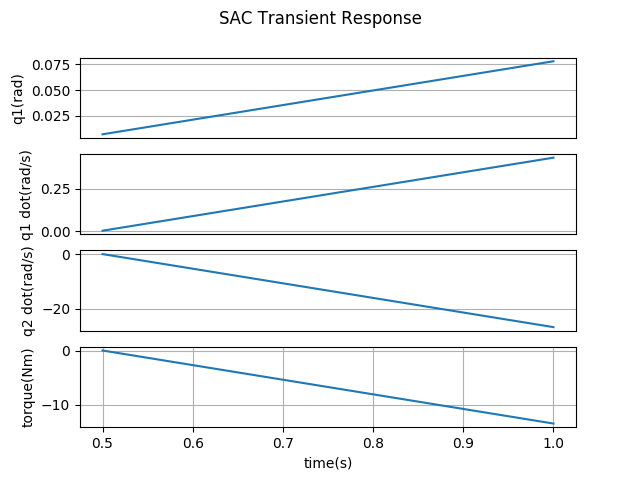 SAC Transient Response
q1(rad)
0.075
0.050
0.025
q1 dot(rad/s)
0.25
0.00
q2 dot(rad/s)
0
−20
torque(Nm)
0
−10
0.5 0.6 0.7 0.8 0.9 1.0
time(s)